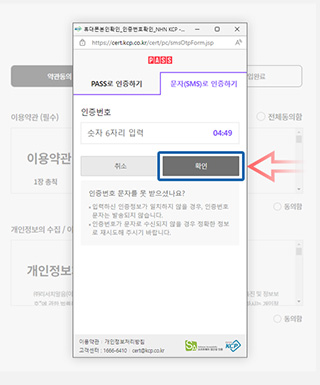 휴대폰본인확인_인증번호확인_NHN KCP -
https://cert.kcp.co.kr/cert/pc/smsOtpForm.jsp
PASS
PASS로 인증하기
문자(SMS)로 인증하기
약관동의
입완료
인증번호
이용약관 (필수)
전체동의함
숫자 6자리 입력
04:49
취소
확인
이용약관
1장 총칙
인증번호 문자를 못 받으셨나요?
• 입력하신 인증정보가 일치하지 않을 경우, 인증번호
문자는 발송되지 않습니다.
• 인증번호가 문자로 수신되지 않을 경우 정확한 정보
로 재시도해 주시기 바랍니다.
동의함
개인정보의 수집 / 이
개인정보
동의함
이용약관 | 개인정보처리방침
고객센터 : 1666-6410 | cert@kcp.co.kr
KCP